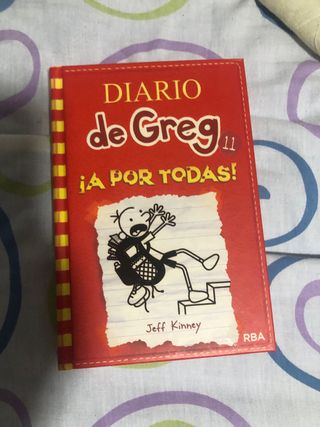 DIARIO
de Greg 11
¡A POR TODAS!
Jeff Kinney
RBA